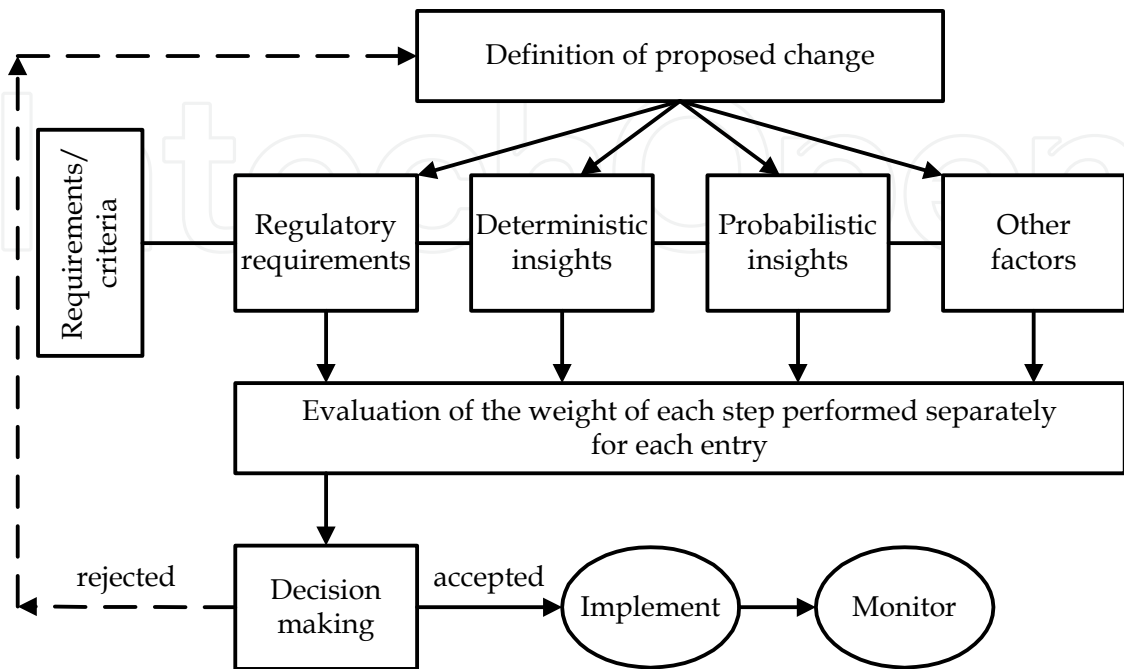 Definition of proposed change
Requirements/
criteria
Regulatory
requirements
Deterministic
insights
Probabilistic
insights
Other
factors
Evaluation of the weight of each step performed separately
for each entry
rejected
Decision
making
accepted
Implement
Monitor
IntechOpen